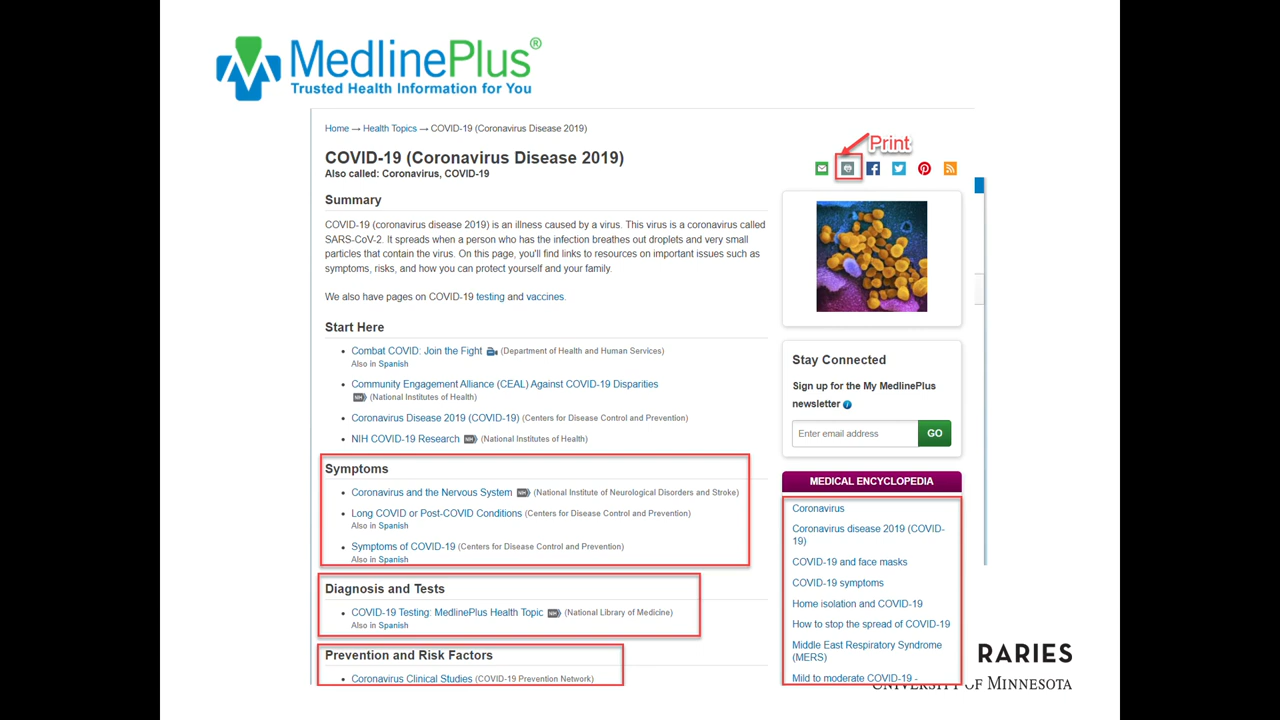 MedlinePlus®
Trusted Health Information for You
Home → Health Topics → COVID-19 (Coronavirus Disease 2019)
Print
COVID-19 (Coronavirus Disease 2019)
Also called: Coronavirus, COVID-19
Summary
COVID-19 (coronavirus disease 2019) is an illness caused by a virus. This virus is a coronavirus called
SARS-CoV-2. It spreads when a person who has the infection breathes out droplets and very small
particles that contain the virus. On this page, you'll find links to resources on important issues such as
symptoms, risks, and how you can protect yourself and your family.
We also have pages on COVID-19 testing and vaccines.
Start Here
• Combat COVID: Join the Fight (Department of Health and Human Services)
Also in Spanish
• Community Engagement Alliance (CEAL) Against COVID-19 Disparities
NIH (National Institutes of Health)
• Coronavirus Disease 2019 (COVID-19) (Centers for Disease Control and Prevention)
• NIH COVID-19 Research NIH (National Institutes of Health)
Symptoms
• Coronavirus and the Nervous System NIH (National Institute of Neurological Disorders and Stroke)
• Long COVID or Post-COVID Conditions (Centers for Disease Control and Prevention)
Also in Spanish
• Symptoms of COVID-19 (Centers for Disease Control and Prevention)
Also in Spanish
Diagnosis and Tests
• COVID-19 Testing: MedlinePlus Health Topic NIH (National Library of Medicine)
Also in Spanish
Prevention and Risk Factors
• Coronavirus Clinical Studies (COVID-19 Prevention Network)
Stay Connected
Sign up for the My MedlinePlus
newsletter i
Enter email address GO
MEDICAL ENCYCLOPEDIA
Coronavirus
Coronavirus disease 2019 (COVID-
19)
COVID-19 and face masks
COVID-19 symptoms
Home isolation and COVID-19
How to stop the spread of COVID-19
Middle East Respiratory Syndrome
(MERS)
Mild to moderate COVID-19 -
RARIES
UNIVERSITY OF MINNESOTA